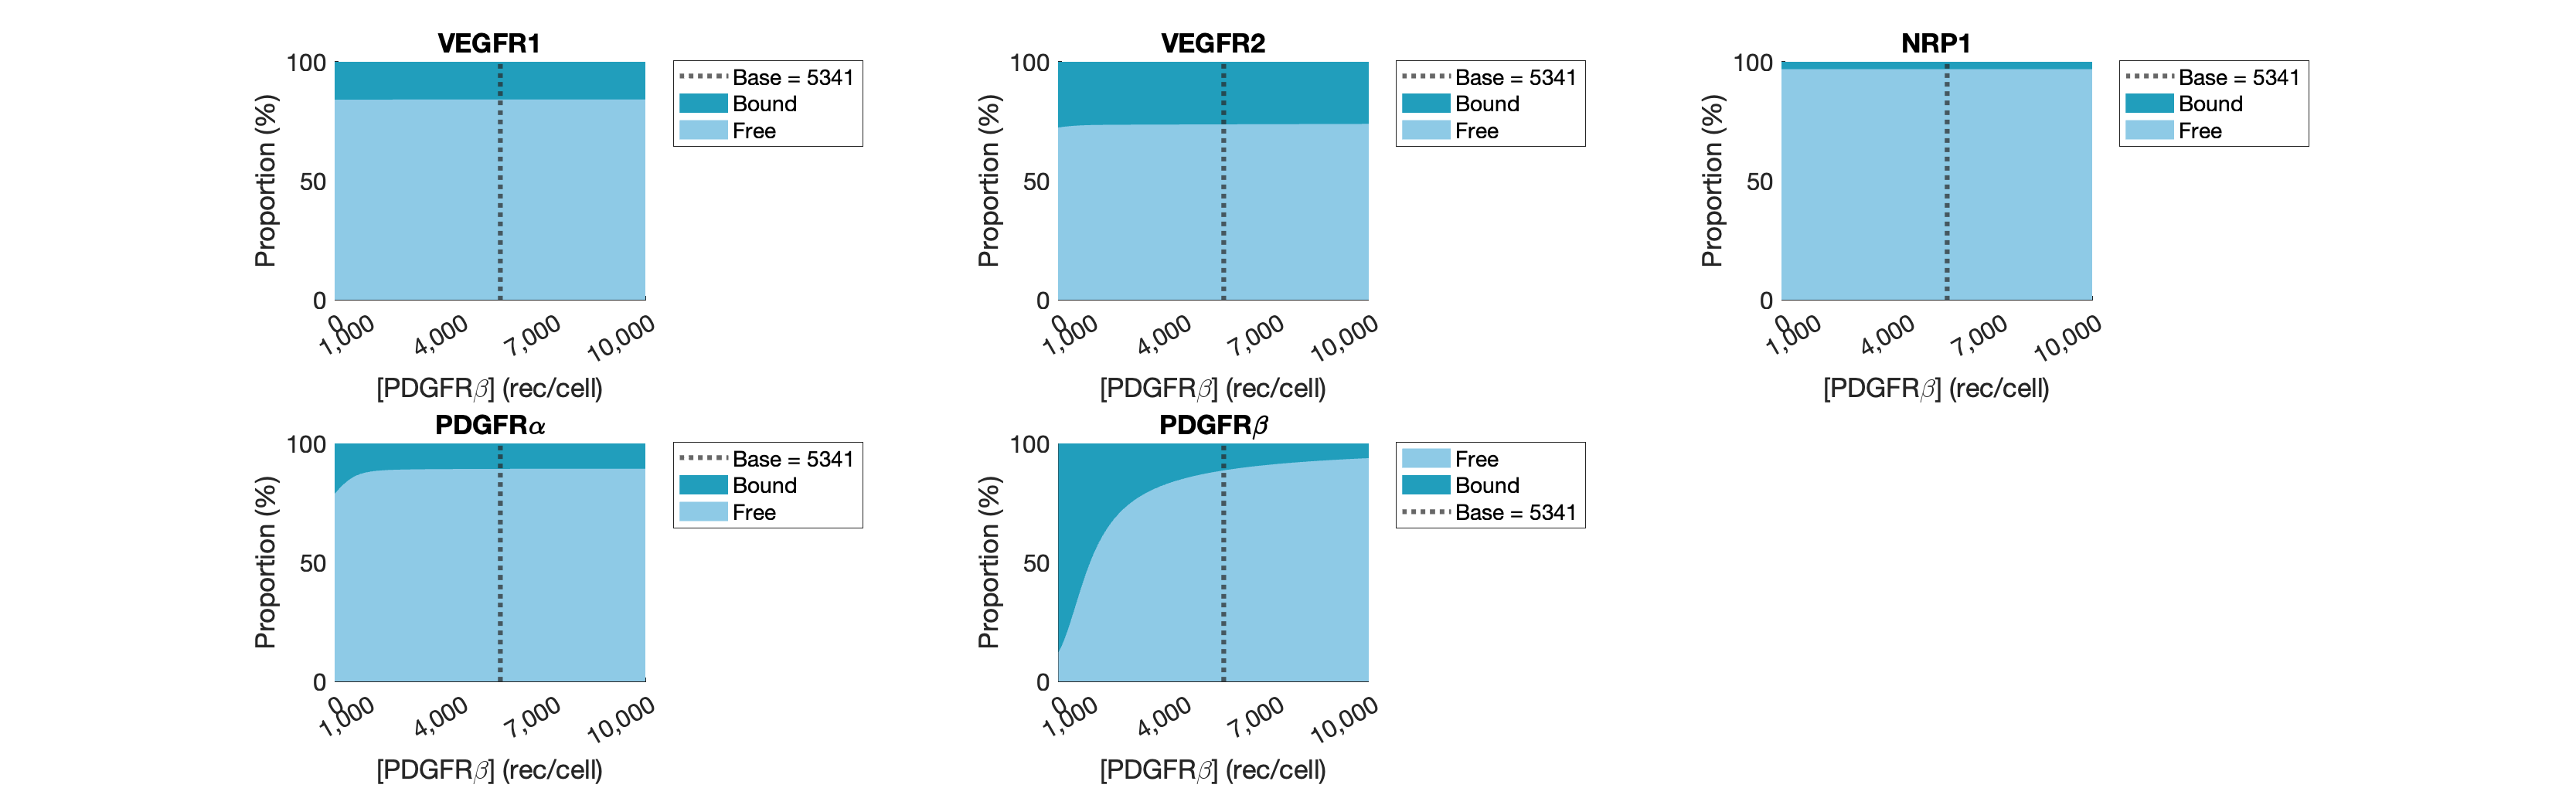 VEGFR1
100
50
0
Proportion (%)
0
1,000
4,000
7,000
10,000
[PDGFRβ] (rec/cell)
Base = 5341
Bound
Free
VEGFR2
100
50
0
Proportion (%)
0
1,000
4,000
7,000
10,000
[PDGFRβ] (rec/cell)
Base = 5341
Bound
Free
NRP1
100
50
0
Proportion (%)
0
1,000
4,000
7,000
10,000
[PDGFRβ] (rec/cell)
Base = 5341
Bound
Free
PDGFRα
100
50
0
Proportion (%)
0
1,000
4,000
7,000
10,000
[PDGFRβ] (rec/cell)
Base = 5341
Bound
Free
PDGFRβ
100
50
0
Proportion (%)
0
1,000
4,000
7,000
10,000
[PDGFRβ] (rec/cell)
Free
Bound
Base = 5341